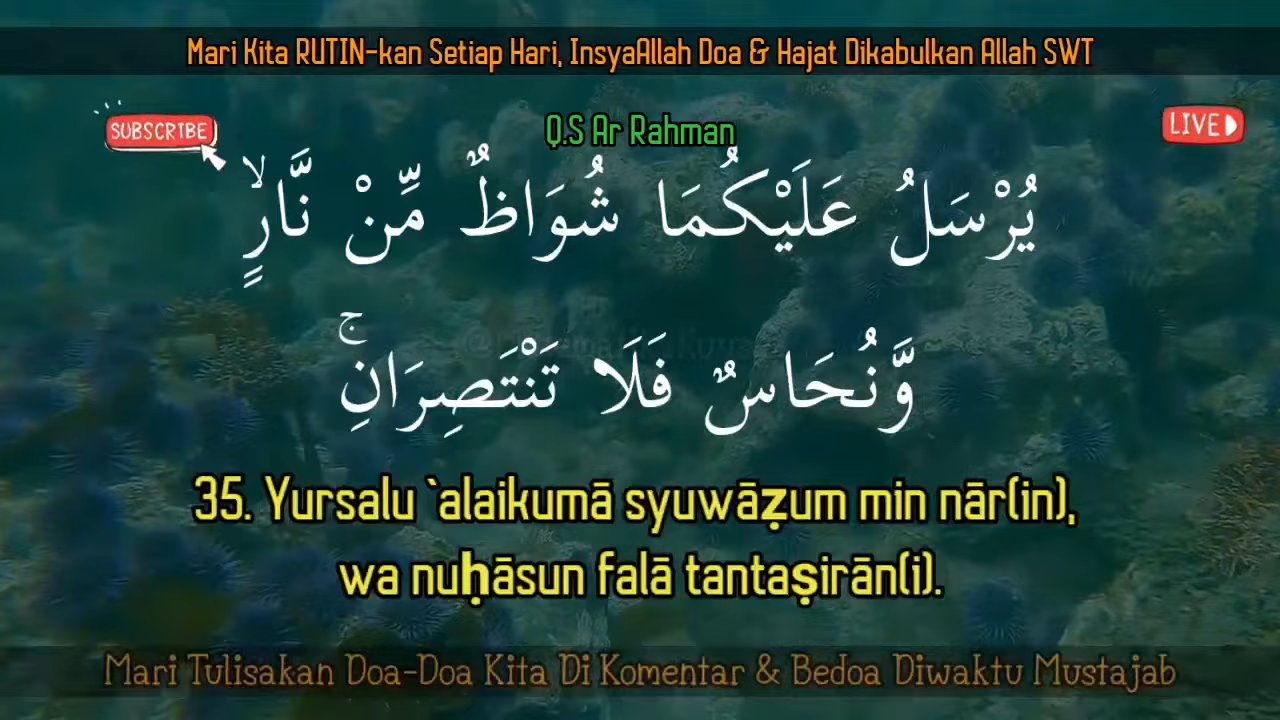 Mari Kita RUTIN-kan Setiap Hari, InsyaAllah Doa & Hajat Dikabulkan Allah SWT
SUBSCRIBE
LIVE
Q.S Ar Rahman
يُرْسَلُ عَلَيْكُمَا شُوَاظٌ مِّنْ نَّارٍۙ
وَّنُحَاسٌ فَلَا تَنْتَصِرَانِۚ
35. Yursalu `alaikumā syuwāẓum min nār(in),
wa nuḥāsun falā tantaṣirān(i).
Mari Tulisakan Doa-Doa Kita Di Komentar & Bedoa Diwaktu Mustajab